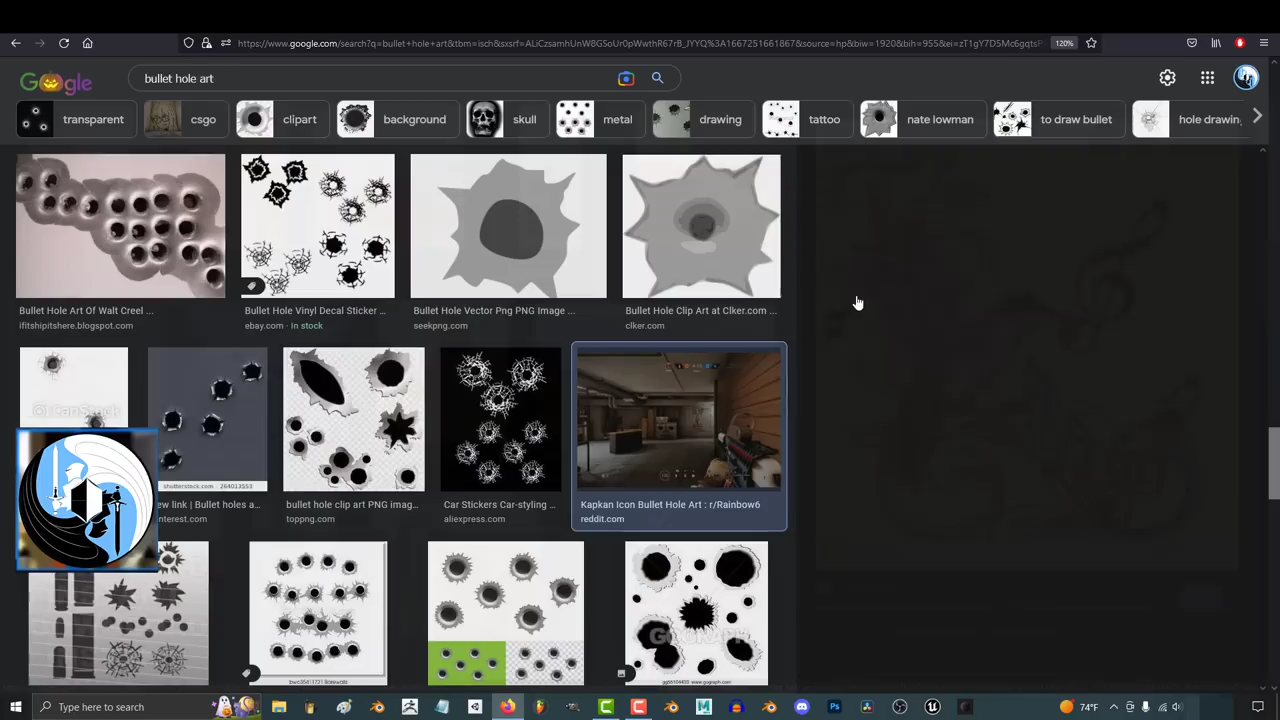 https://www.google.com/search?q=bullet+hole+art&tbm=isch&sxsrf=ALiCzsamhUnW8GSoUr0pWwthR67rB_JYYQ%3A1667251661867&source=hp&biw=1920&bih=955&ei=zT1gY7D5Mc6gqtsP
120%
Google
bullet hole art
transparent
csgo
clipart
background
skull
metal
drawing
tattoo
nate lowman
to draw bullet
hole drawin
Bullet Hole Art Of Walt Creel ...
ifitshipitshere.blogspot.com
Bullet Hole Vinyl Decal Sticker ...
ebay.com · In stock
Bullet Hole Vector Png PNG Image ...
seekpng.com
Bullet Hole Clip Art at Clker.com ...
clker.com
CanStock
shutterstock.com · 264013553
ew link | Bullet holes a...
nterest.com
bullet hole clip art PNG imag...
toppng.com
Car Stickers Car-styling ...
aliexpress.com
Kapkan Icon Bullet Hole Art : r/Rainbow6
reddit.com
GOGRAPH
Type here to search
74°F